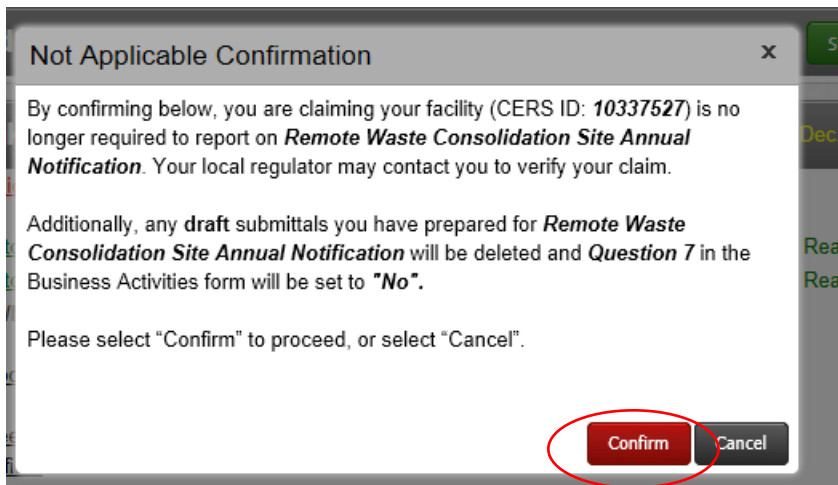 Not Applicable Confirmation x
By confirming below, you are claiming your facility (CERS ID: 10337527) is no
longer required to report on Remote Waste Consolidation Site Annual
Notification. Your local regulator may contact you to verify your claim.
Additionally, any draft submittals you have prepared for Remote Waste
Consolidation Site Annual Notification will be deleted and Question 7 in the
Business Activities form will be set to "No".
Please select “Confirm” to proceed, or select “Cancel”.
Confirm Cancel
Dec
Rea
Rea